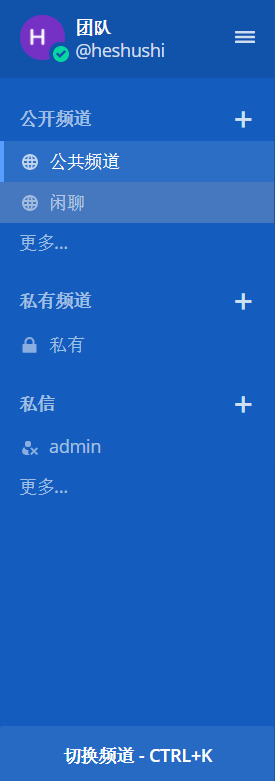 H
团队
@heshushi
公开频道
公共频道
闲聊
更多...
私有频道
私有
私信
admin
更多...
切换频道 - CTRL+K